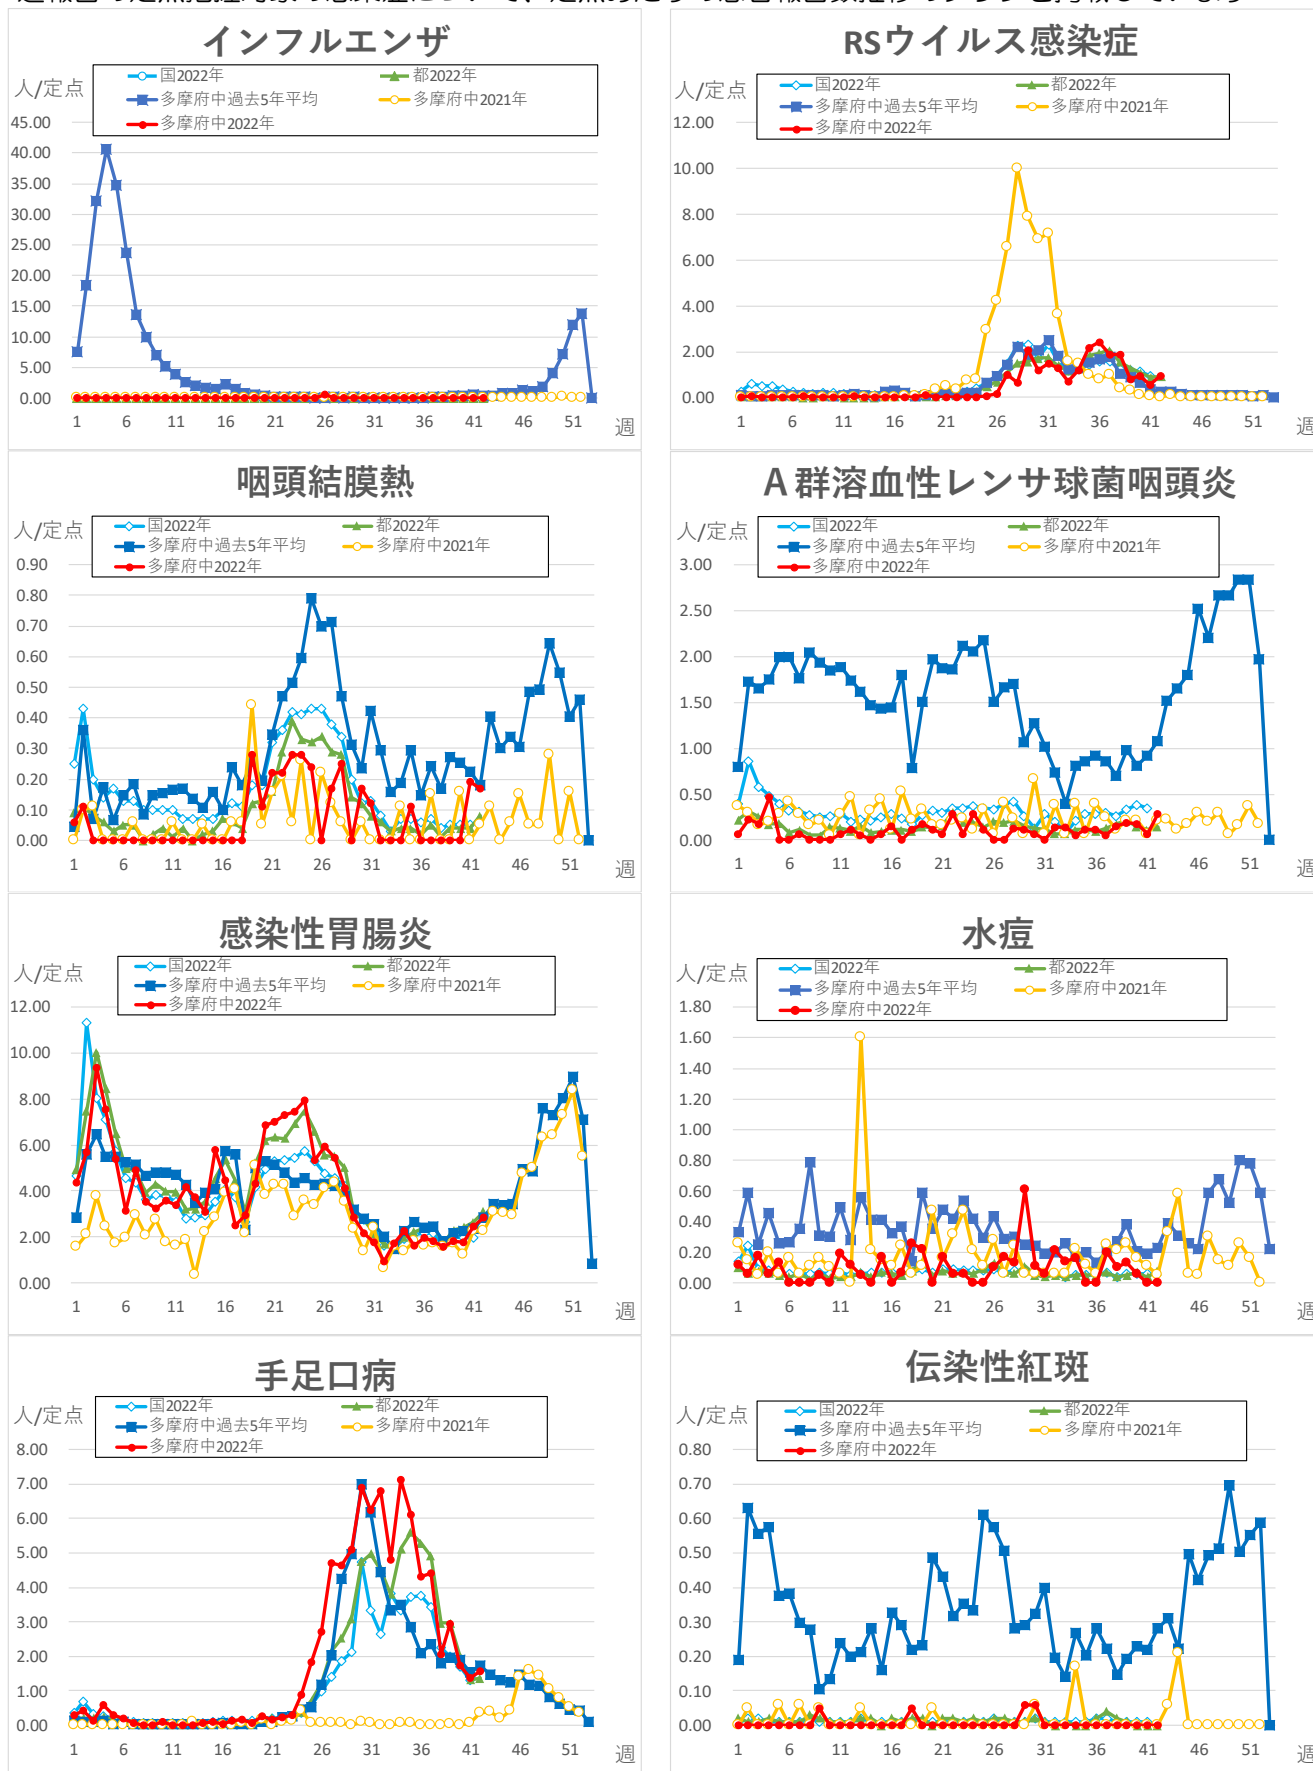 インフルエンザ
人/定点
国2022年
都2022年
多摩府中過去5年平均
多摩府中2021年
多摩府中2022年
45.00
40.00
35.00
30.00
25.00
20.00
15.00
10.00
5.00
0.00
1 6 11 16 21 26 31 36 41 46 51 週
RSウイルス感染症
人/定点
国2022年
都2022年
多摩府中過去5年平均
多摩府中2021年
多摩府中2022年
12.00
10.00
8.00
6.00
4.00
2.00
0.00
1 6 11 16 21 26 31 36 41 46 51 週
咽頭結膜熱
人/定点
国2022年
都2022年
多摩府中過去5年平均
多摩府中2021年
多摩府中2022年
0.90
0.80
0.70
0.60
0.50
0.40
0.30
0.20
0.10
0.00
1 6 11 16 21 26 31 36 41 46 51 週
A群溶血性レンサ球菌咽頭炎
人/定点
国2022年
都2022年
多摩府中過去5年平均
多摩府中2021年
多摩府中2022年
3.00
2.50
2.00
1.50
1.00
0.50
0.00
1 6 11 16 21 26 31 36 41 46 51 週
感染性胃腸炎
人/定点
国2022年
都2022年
多摩府中過去5年平均
多摩府中2021年
多摩府中2022年
12.00
10.00
8.00
6.00
4.00
2.00
0.00
1 6 11 16 21 26 31 36 41 46 51 週
水痘
人/定点
国2022年
都2022年
多摩府中過去5年平均
多摩府中2021年
多摩府中2022年
1.80
1.60
1.40
1.20
1.00
0.80
0.60
0.40
0.20
0.00
1 6 11 16 21 26 31 36 41 46 51 週
手足口病
人/定点
国2022年
都2022年
多摩府中過去5年平均
多摩府中2021年
多摩府中2022年
8.00
7.00
6.00
5.00
4.00
3.00
2.00
1.00
0.00
1 6 11 16 21 26 31 36 41 46 51 週
伝染性紅斑
人/定点
国2022年
都2022年
多摩府中過去5年平均
多摩府中2021年
多摩府中2022年
0.80
0.70
0.60
0.50
0.40
0.30
0.20
0.10
0.00
1 6 11 16 21 26 31 36 41 46 51 週